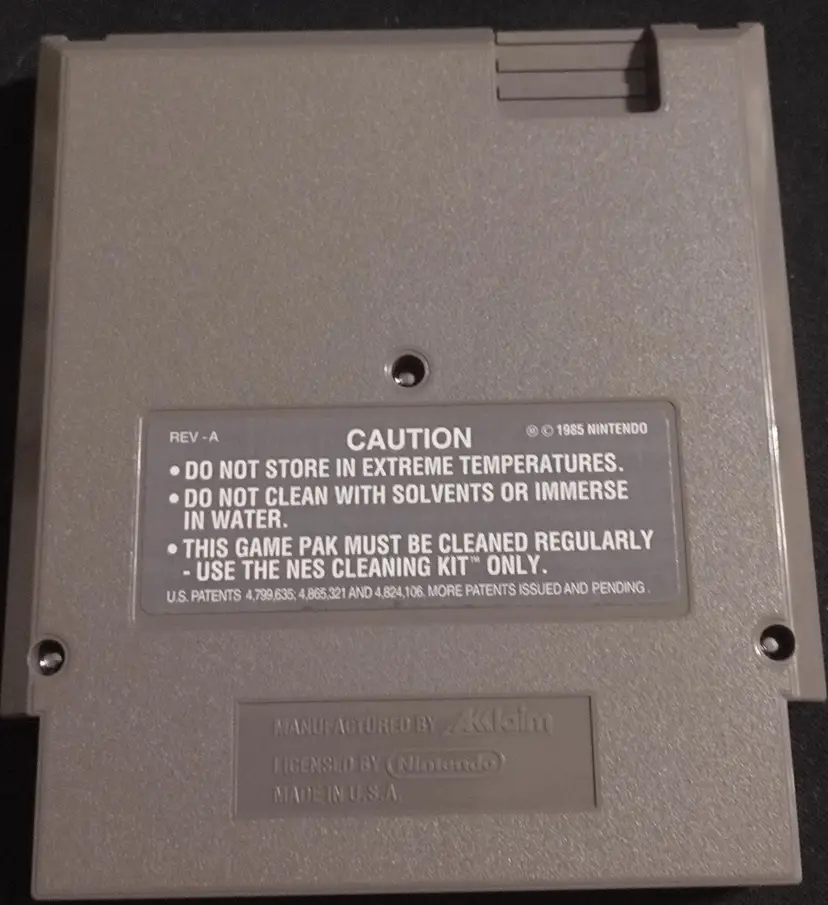 REV-A
CAUTION
® © 1985 NINTENDO
• DO NOT STORE IN EXTREME TEMPERATURES.
• DO NOT CLEAN WITH SOLVENTS OR IMMERSE
IN WATER.
• THIS GAME PAK MUST BE CLEANED REGULARLY
- USE THE NES CLEANING KIT™ ONLY.
U.S. PATENTS 4,799,635; 4,865,321 AND 4,824,106. MORE PATENTS ISSUED AND PENDING.
MANUFACTURED BY AKklaim
LICENSED BY Nintendo
MADE IN U.S.A.